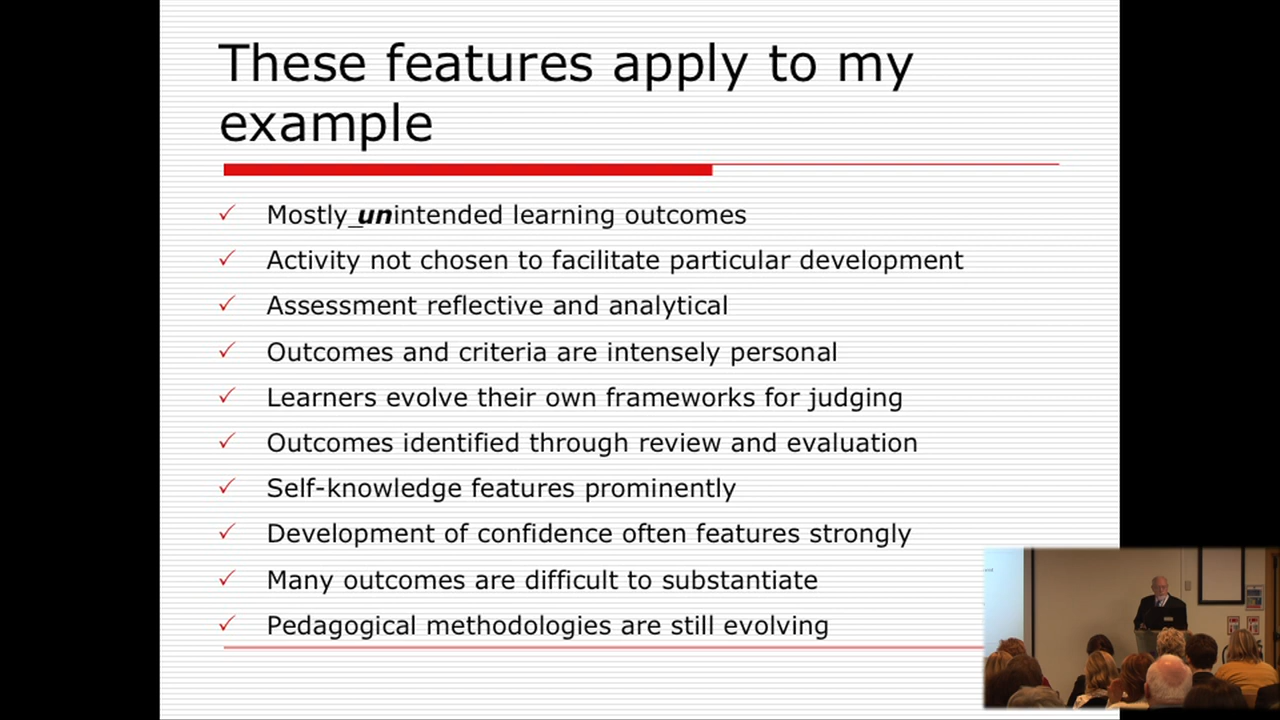 These features apply to my
example
Mostly unintended learning outcomes
Activity not chosen to facilitate particular development
Assessment reflective and analytical
Outcomes and criteria are intensely personal
Learners evolve their own frameworks for judging
Outcomes identified through review and evaluation
Self-knowledge features prominently
Development of confidence often features strongly
Many outcomes are difficult to substantiate
Pedagogical methodologies are still evolving